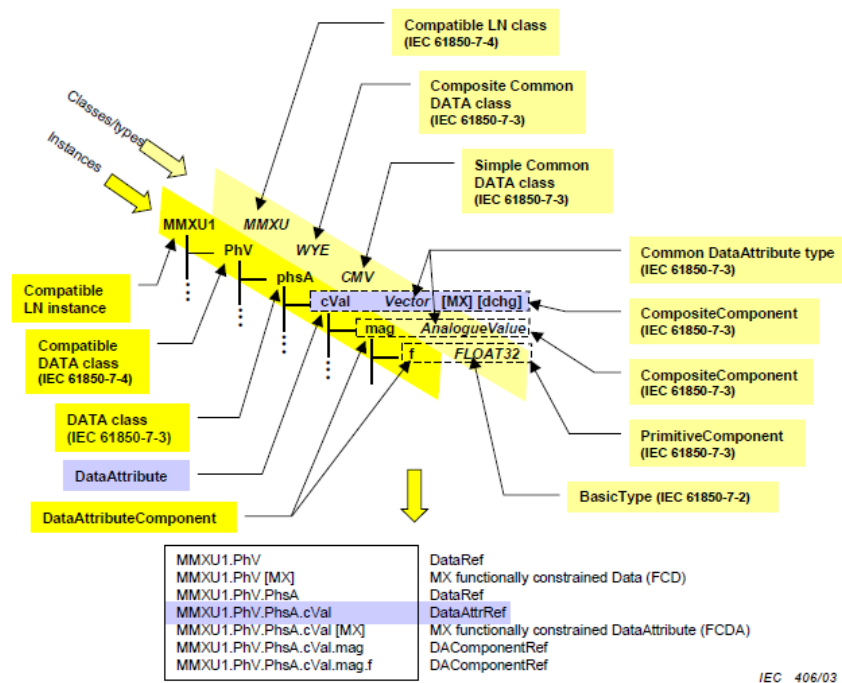 Compatible LN class
(IEC 61850-7-4)
Composite Common
DATA class
(IEC 61850-7-3)
Classes/types
Instances
Simple Common
DATA class
(IEC 61850-7-3)
MMXU1 MMXU
PhV WYE
phsA CMV
Common DataAttribute type
(IEC 61850-7-3)
cVal Vector [MX] [dchg]
mag AnalogueValue
f FLOAT32
Compatible
LN instance
CompositeComponent
(IEC 61850-7-3)
Compatible
DATA class
(IEC 61850-7-4)
CompositeComponent
(IEC 61850-7-3)
DATA class
(IEC 61850-7-3)
PrimitiveComponent
(IEC 61850-7-3)
DataAttribute
BasicType (IEC 61850-7-2)
DataAttributeComponent
MMXU1.PhV DataRef
MMXU1.PhV [MX] MX functionally constrained Data (FCD)
MMXU1.PhV.PhsA DataRef
MMXU1.PhV.PhsA.cVal DataAttrRef
MMXU1.PhV.PhsA.cVal [MX] MX functionally constrained DataAttribute (FCDA)
MMXU1.PhV.PhsA.cVal.mag DAComponentRef
MMXU1.PhV.PhsA.cVal.mag.f DAComponentRef
IEC 406/03